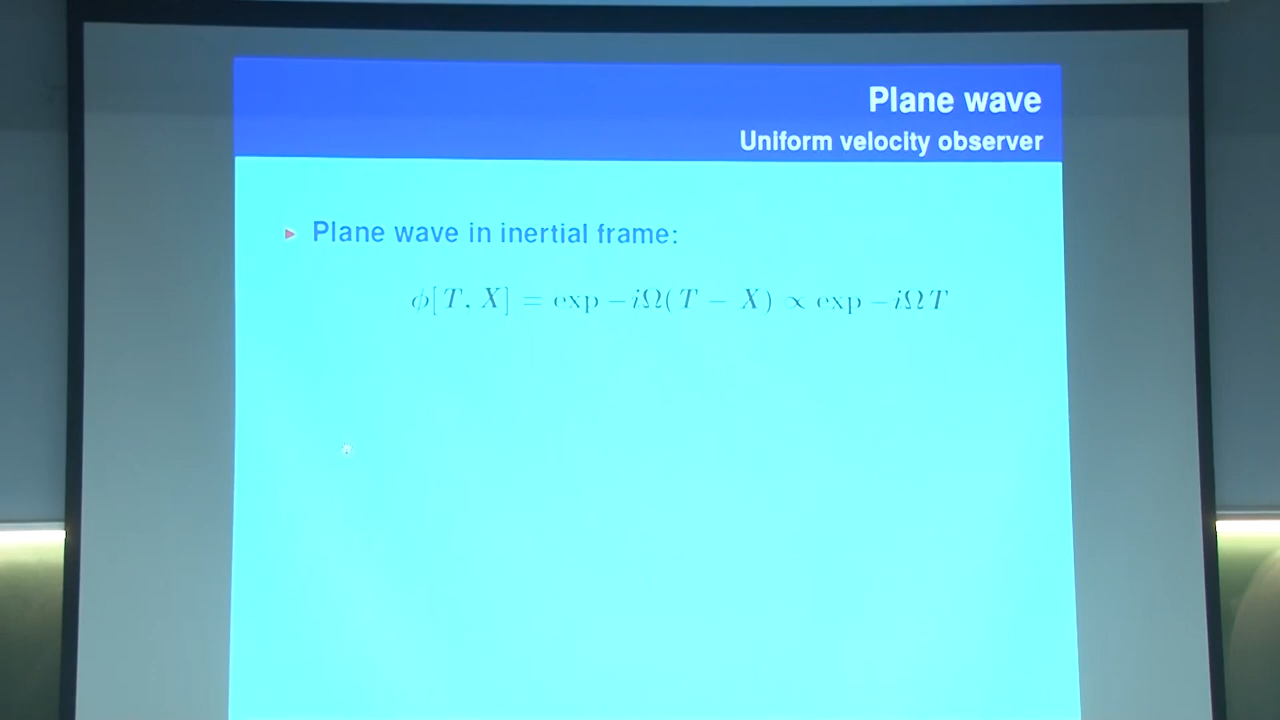 Plane wave
Uniform velocity observer
Plane wave in inertial frame:
ϕ[T, X] = exp −iΩ(T − X) ∝ exp −iΩT